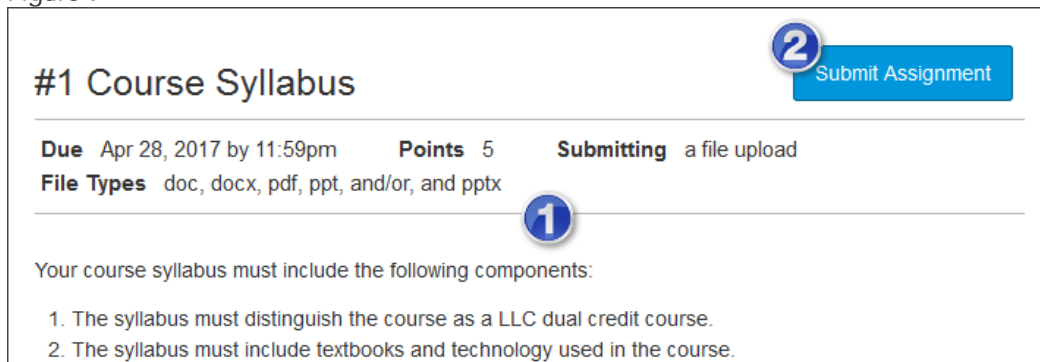 2
#1 Course Syllabus
Submit Assignment
Due Apr 28, 2017 by 11:59pm Points 5 Submitting a file upload
File Types doc, docx, pdf, ppt, and/or, and pptx
1
Your course syllabus must include the following components:
1. The syllabus must distinguish the course as a LLC dual credit course.
2. The syllabus must include textbooks and technology used in the course.